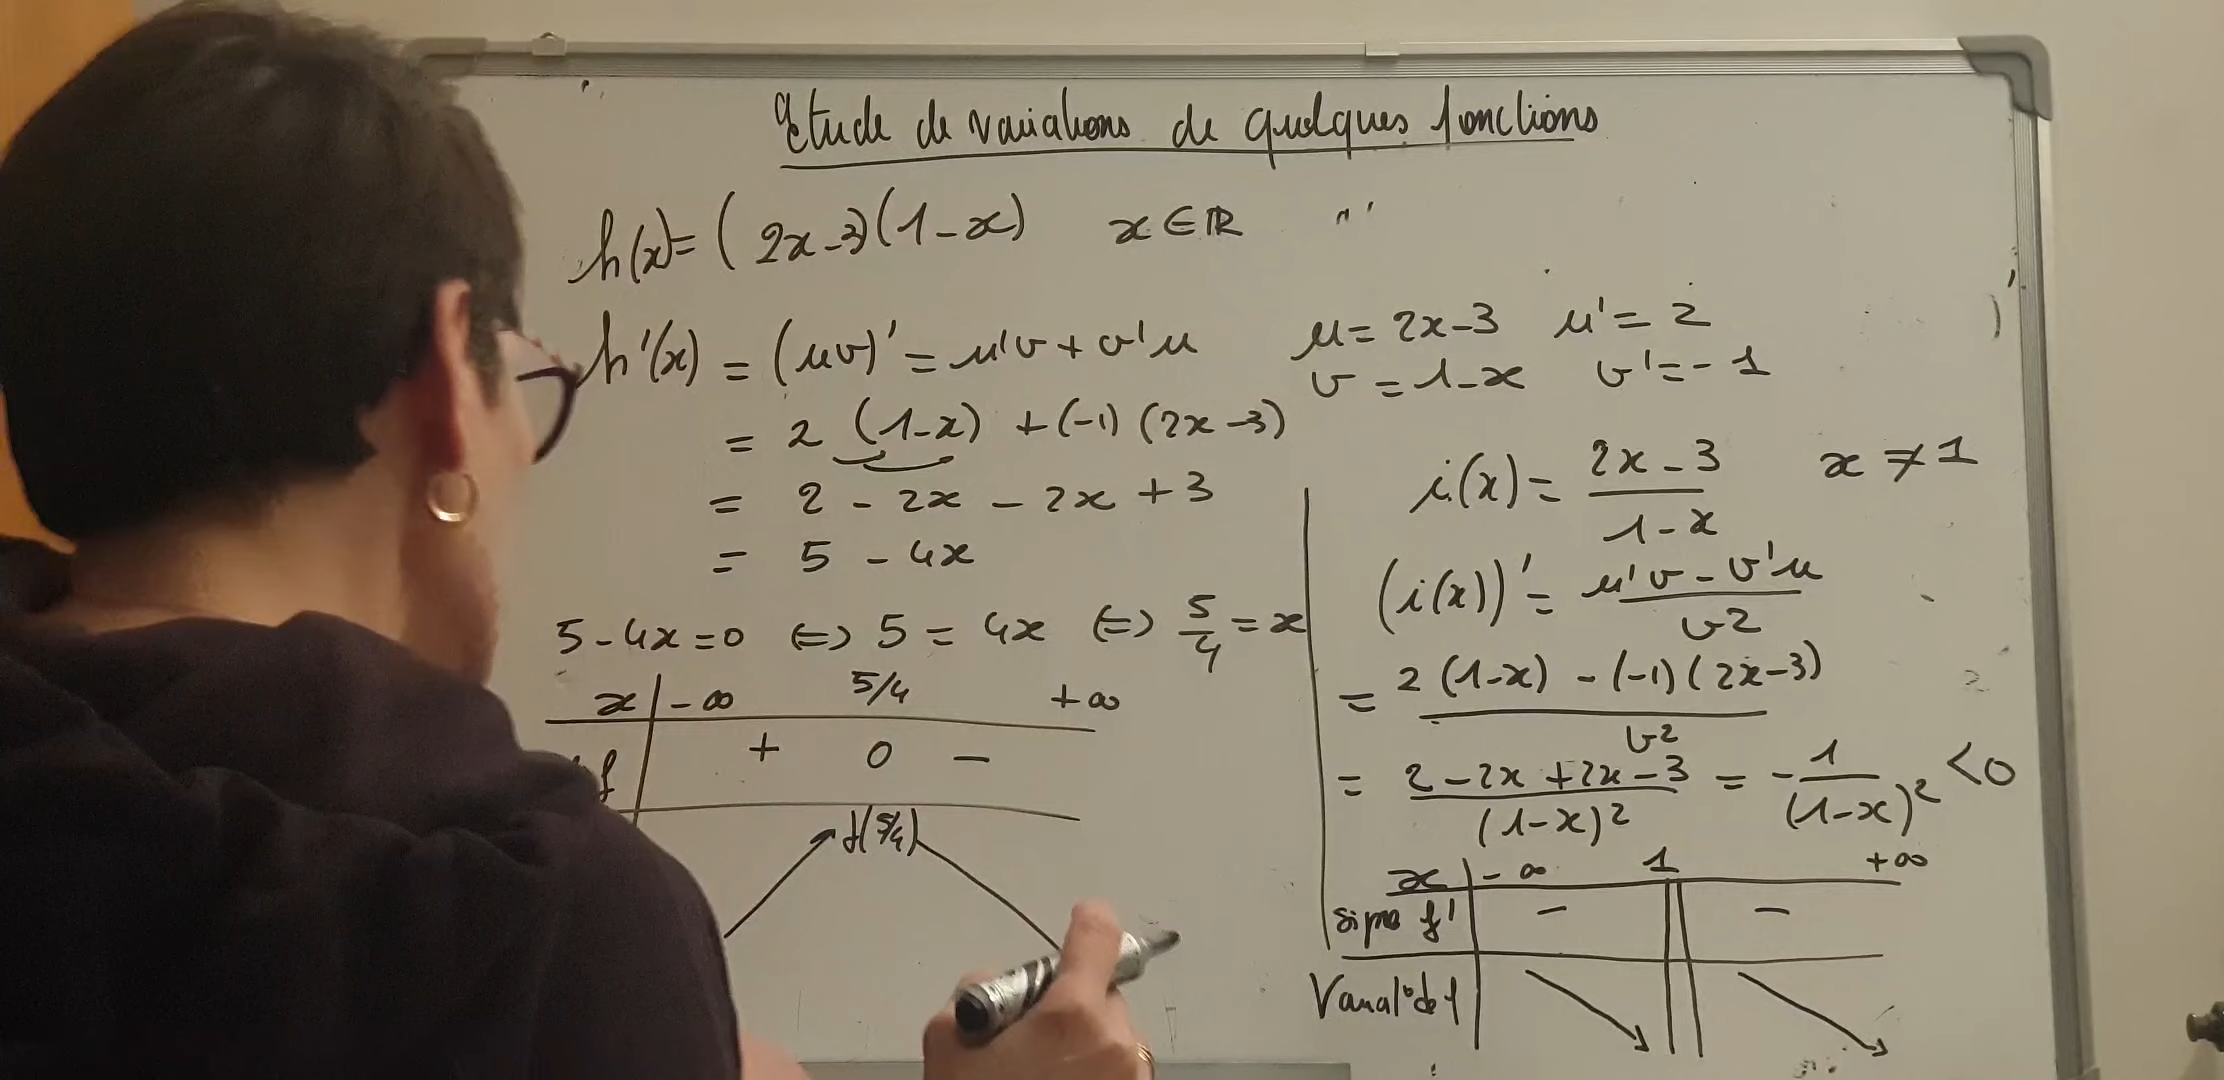 Etude de variations de quelques fonctions
h(x)= (2x-3)(1-x) x ∈ ℝ
h'(x) = (uv)' = u'v + v'u
u = 2x-3 u' = 2
v = 1-x v' = -1
= 2 (1-x) + (-1) (2x-3)
= 2 - 2x - 2x + 3
= 5 - 4x
5 - 4x = 0 ⇔ 5 = 4x ⇔ 5/4 = x
x -∞ 5/4 +∞
f + 0 -
f(5/4)
i(x) = 2x-3 / 1-x x ≠ 1
(i(x))' = u'v - v'u / v2
= 2 (1-x) - (-1)(2x-3) / v2
= 2-2x+2x-3 / (1-x)2 = - 1 / (1-x)2 <0
x -∞ 1 +∞
signe f' - -
Variat° de f